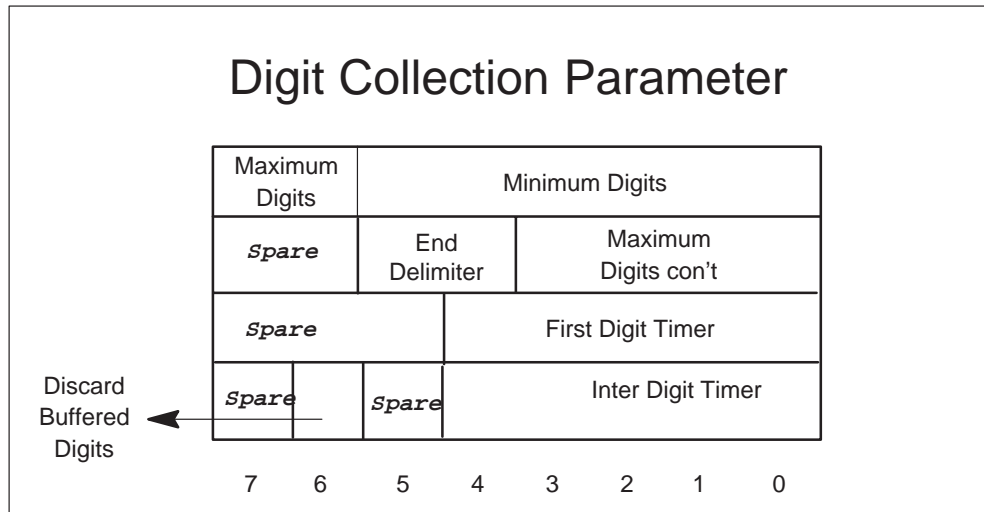 Digit Collection Parameter
Maximum
Digits
Minimum Digits
Spare
End
Delimiter
Maximum
Digits con't
Spare
First Digit Timer
Discard
Buffered
Digits
Spare
Spare
Inter Digit Timer
7 6 5 4 3 2 1 0